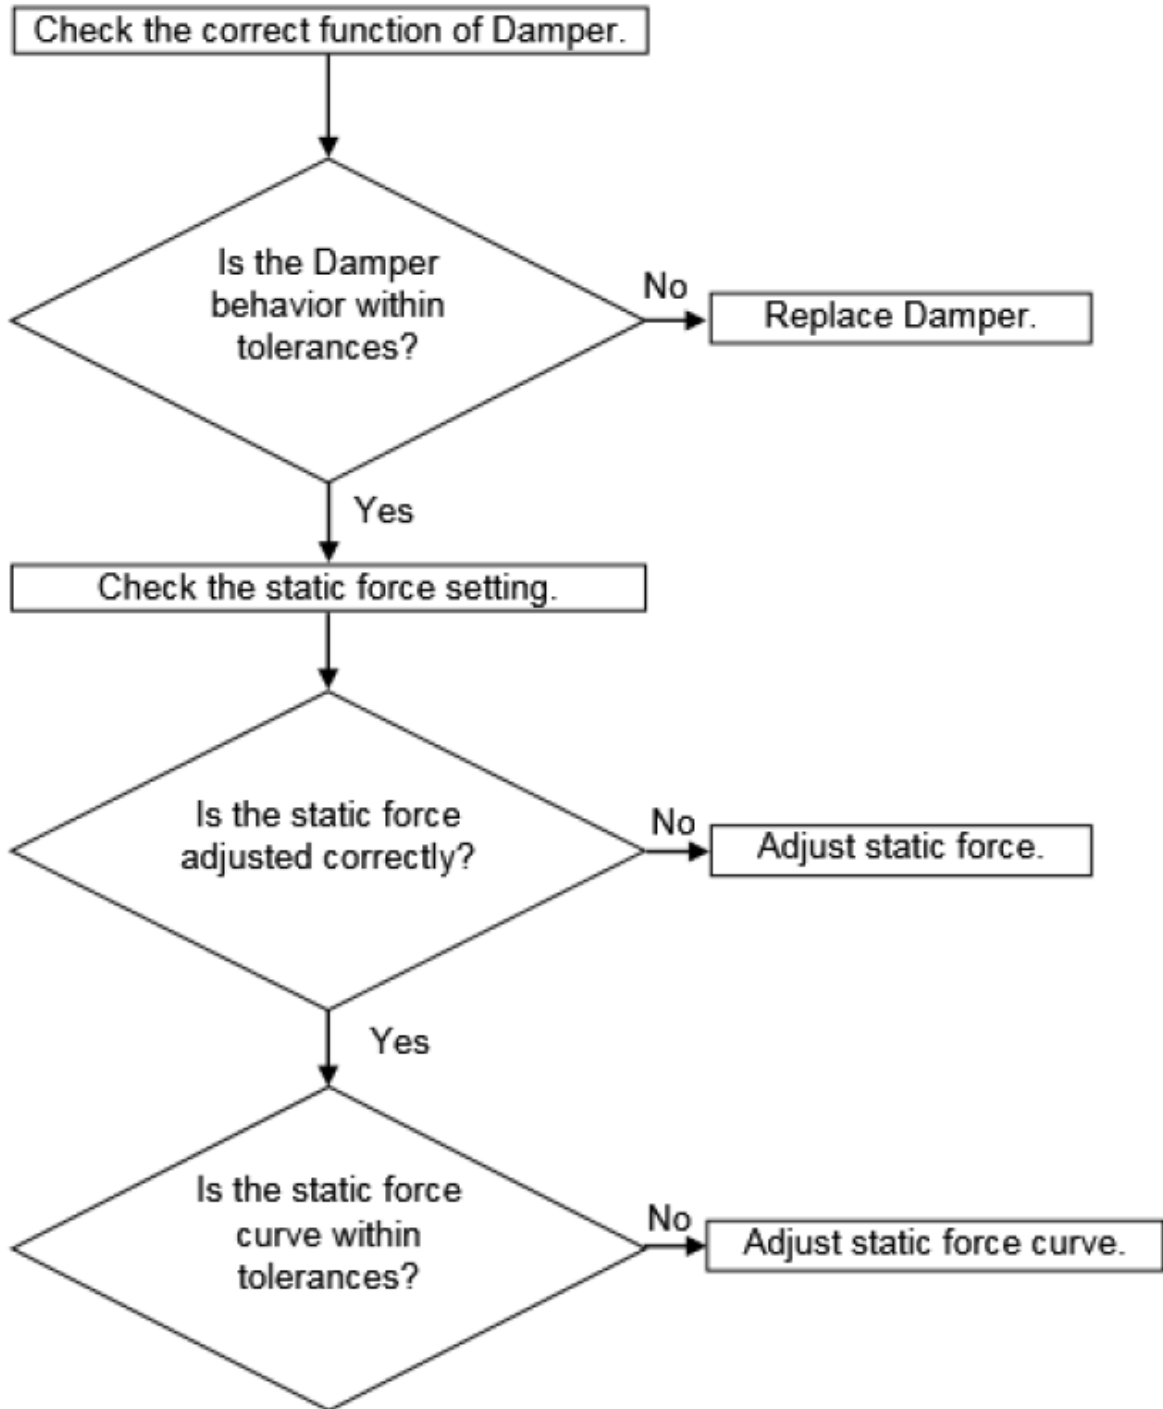 Check the correct function of Damper.
Is the Damper
behavior within
tolerances?
No
Replace Damper.
Yes
Check the static force setting.
Is the static force
adjusted correctly?
No
Adjust static force.
Yes
Is the static force
curve within
tolerances?
No
Adjust static force curve.